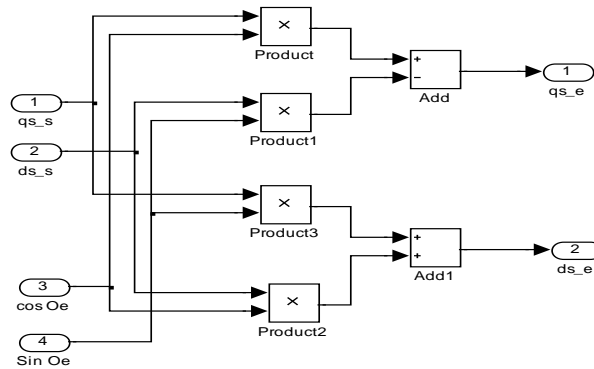 ×
Product
+
−
Add
1
qs_e
1
qs_s
×
Product1
2
ds_s
×
Product3
+
+
Add1
2
ds_e
3
cos Oe
×
Product2
4
Sin Oe